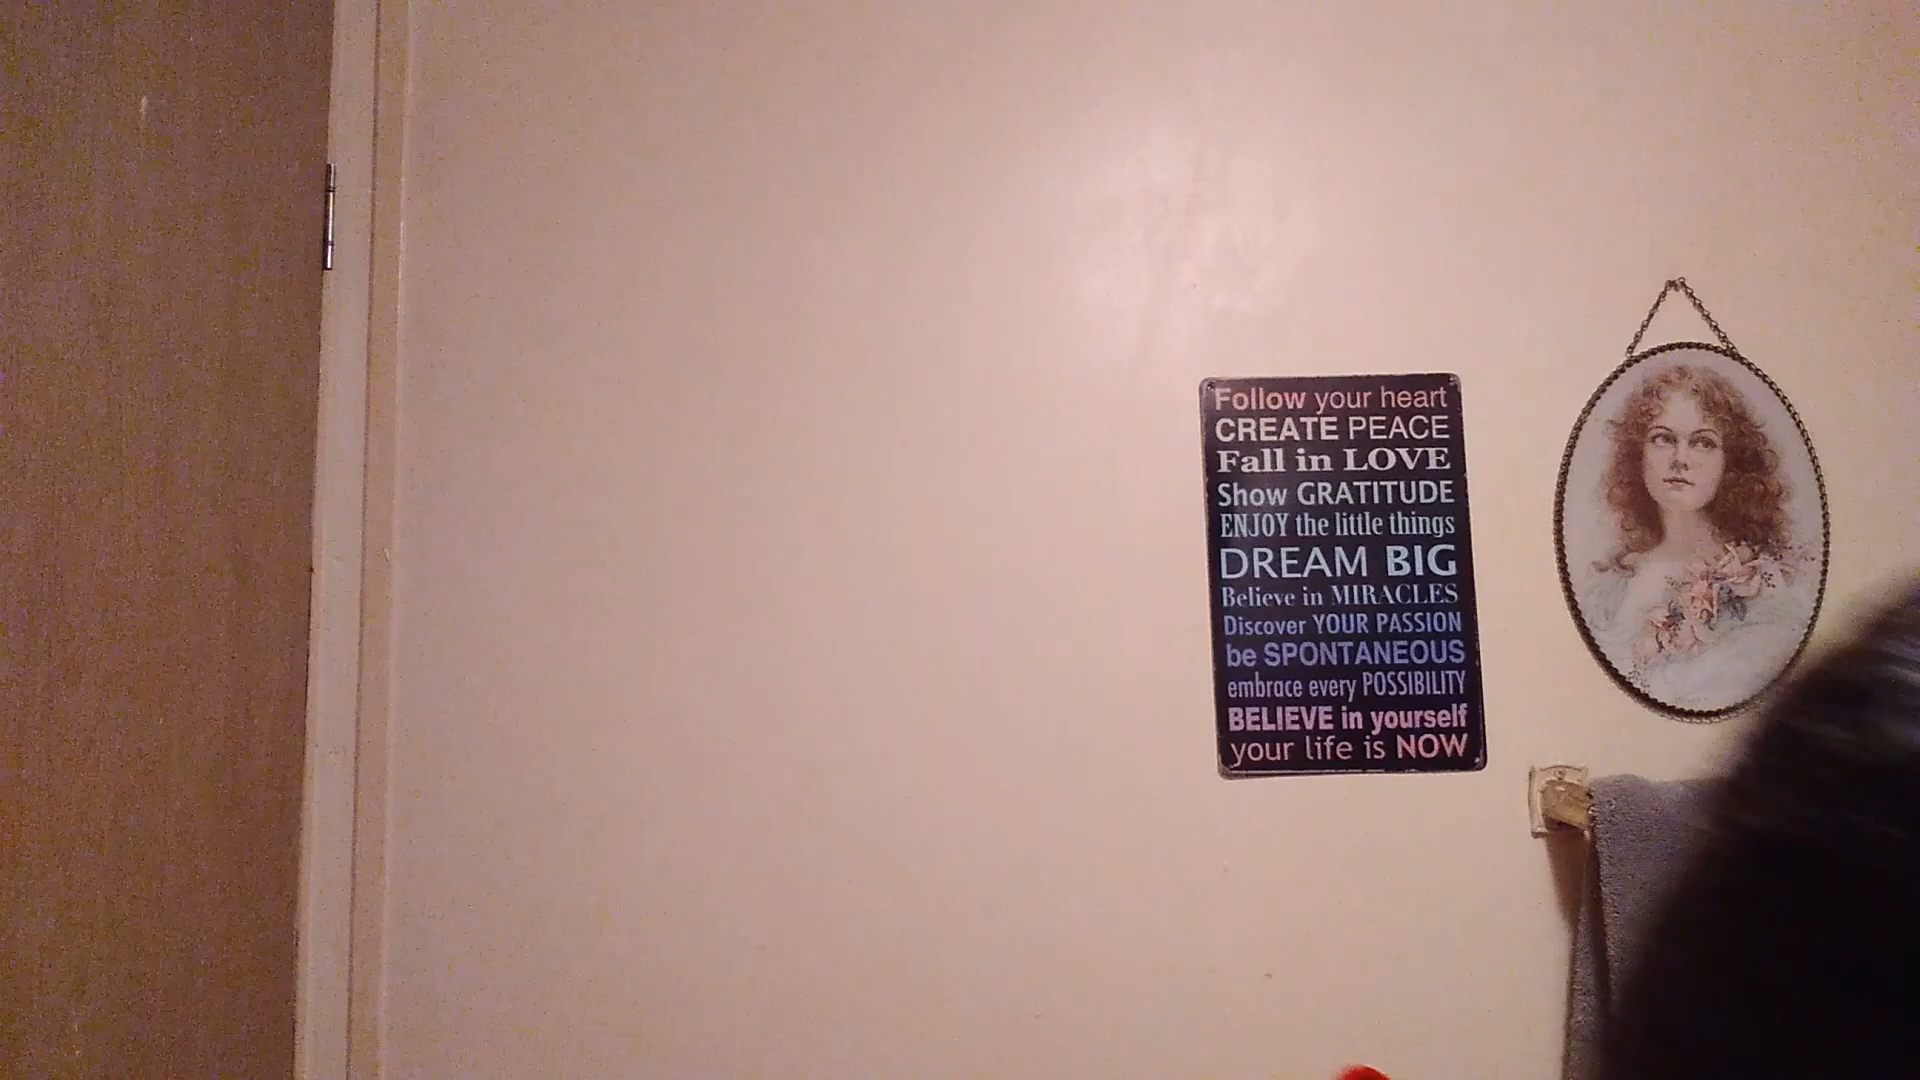 Follow your heart
CREATE PEACE
Fall in LOVE
Show GRATITUDE
ENJOY the little things
DREAM BIG
Believe in MIRACLES
Discover YOUR PASSION
be SPONTANEOUS
embrace every POSSIBILITY
BELIEVE in yourself
your life is NOW